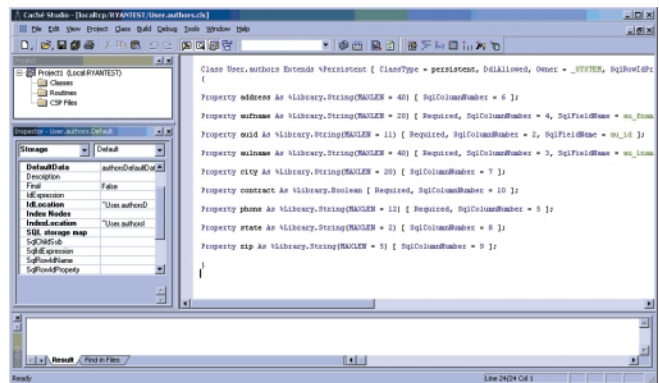 Caché Studio - [localtcp/RYANTEST/User.authors.cls]
File Edit View Project Class Build Debug Tools Window Help
Project
Project1 (Local:RYANTEST)
Classes
Routines
CSP Files
Inspector - User.authors.Default
Storage Default
DefaultData authorsDefaultDat
Description
Final False
IdExpression
IdLocation ^User.authorsD
Index Nodes
IndexLocation ^User.authorsI
SQL storage map
SqlChildSub
SqlIdExpression
SqlRowIdName
SqlRowIdProperty
Class User.authors Extends %Persistent [ ClassType = persistent, DdlAllowed, Owner = _SYSTEM, SqlRowIdPr
{
Property address As %Library.String(MAXLEN = 40) [ SqlColumnNumber = 6 ];
Property aufname As %Library.String(MAXLEN = 20) [ Required, SqlColumnNumber = 4, SqlFieldName = au_fnam
Property auid As %Library.String(MAXLEN = 11) [ Required, SqlColumnNumber = 2, SqlFieldName = au_id ];
Property aulname As %Library.String(MAXLEN = 40) [ Required, SqlColumnNumber = 3, SqlFieldName = au_lnam
Property city As %Library.String(MAXLEN = 20) [ SqlColumnNumber = 7 ];
Property contract As %Library.Boolean [ Required, SqlColumnNumber = 10 ];
Property phone As %Library.String(MAXLEN = 12) [ Required, SqlColumnNumber = 5 ];
Property state As %Library.String(MAXLEN = 2) [ SqlColumnNumber = 8 ];
Property zip As %Library.String(MAXLEN = 5) [ SqlColumnNumber = 9 ];
}
Result Find in Files
Ready Line 24/24 Col 1